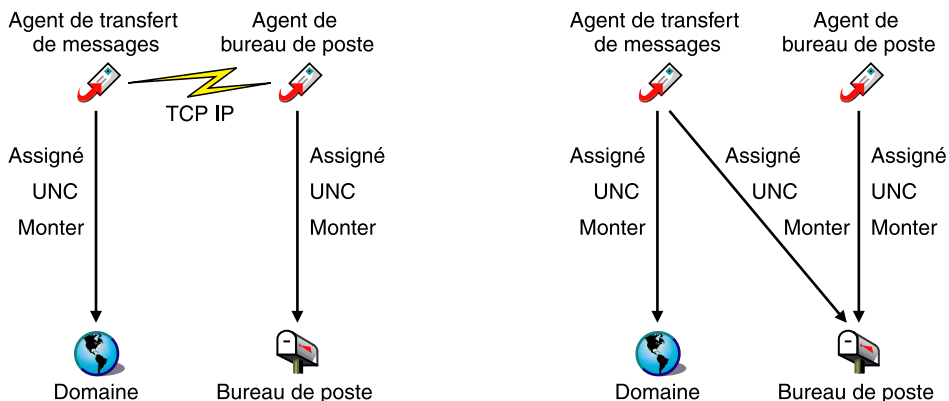 Agent de transfert
de messages
Agent de
bureau de poste
TCP IP
Assigné
UNC
Monter
Assigné
UNC
Monter
Domaine
Bureau de poste
Agent de transfert
de messages
Agent de
bureau de poste
Assigné
UNC
Monter
Assigné
UNC
Monter
Assigné
UNC
Monter
Domaine
Bureau de poste